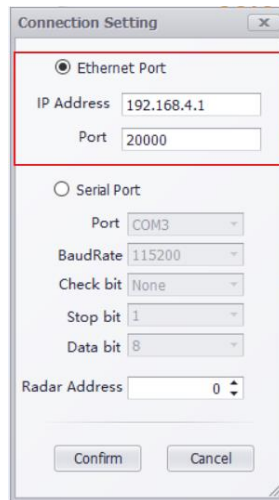 Connection Setting
Ethernet Port
IP Address 192.168.4.1
Port 20000
Serial Port
Port COM3
BaudRate 115200
Check bit None
Stop bit 1
Data bit 8
Radar Address 0
Confirm Cancel